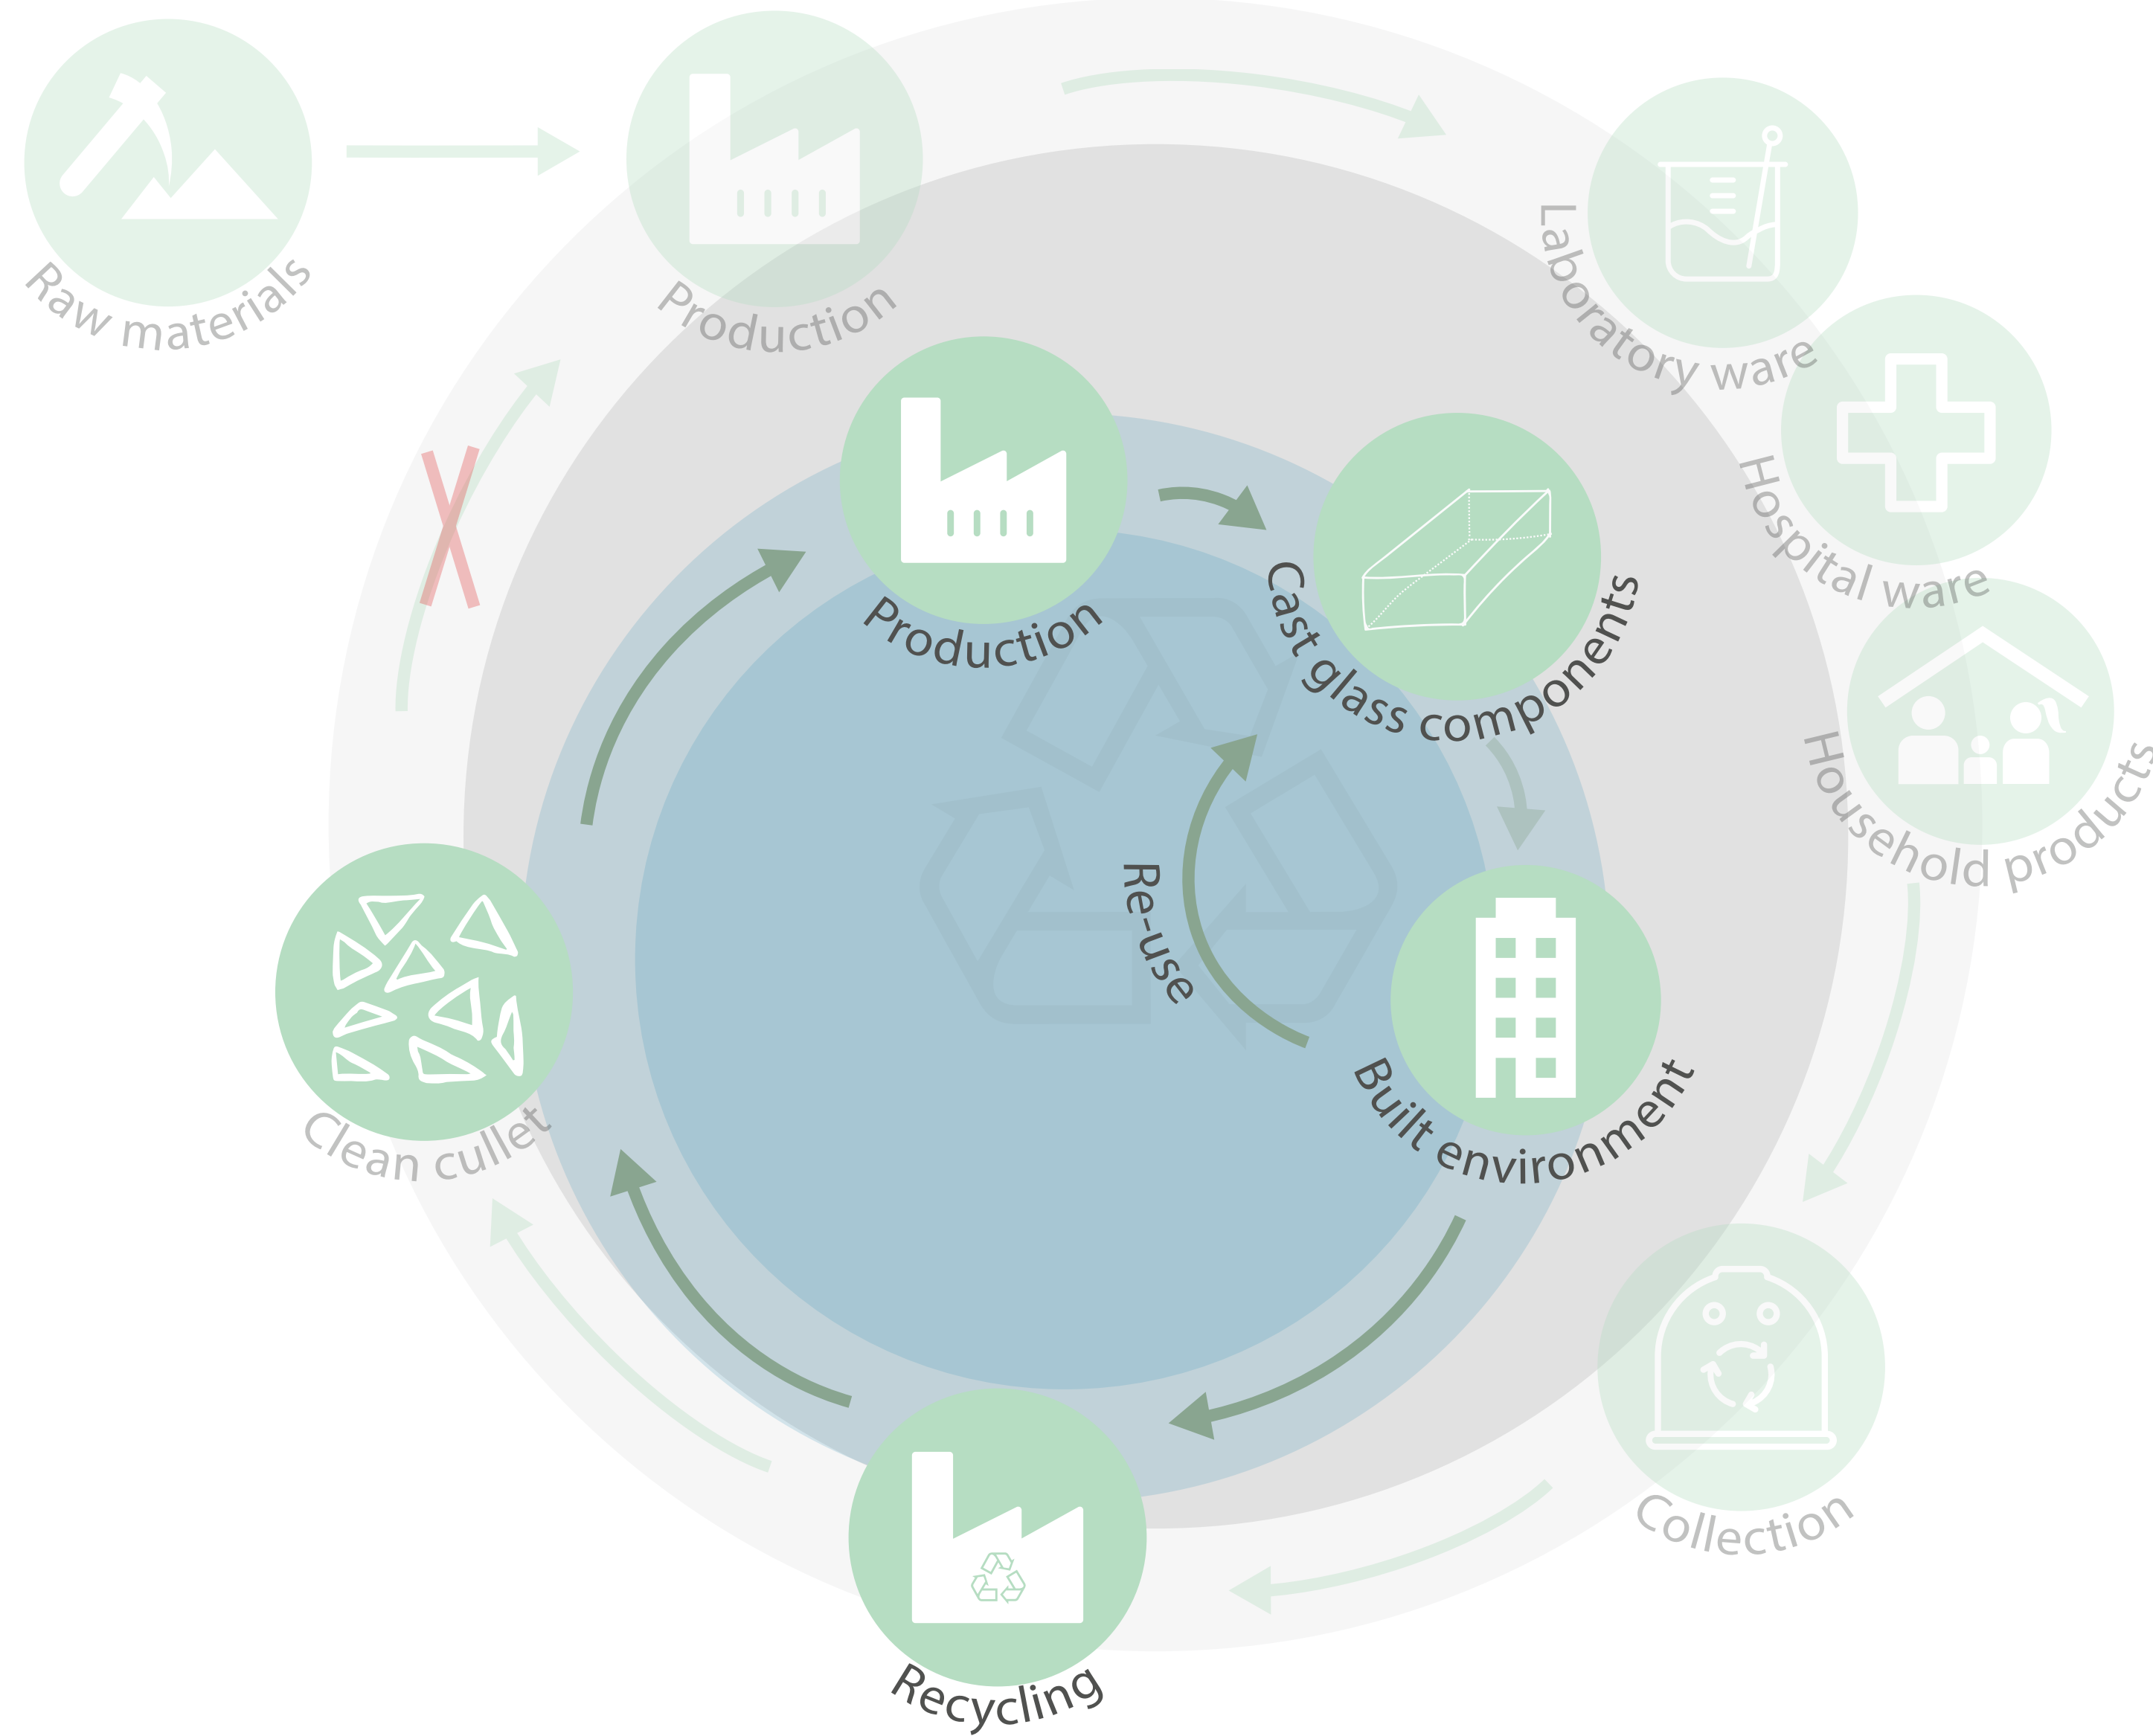 Raw materials
Production
Laboratory ware
Hospital ware
Household products
Production
Cast glass components
Re-use
Built environment
Clean cullet
Collection
Recycling